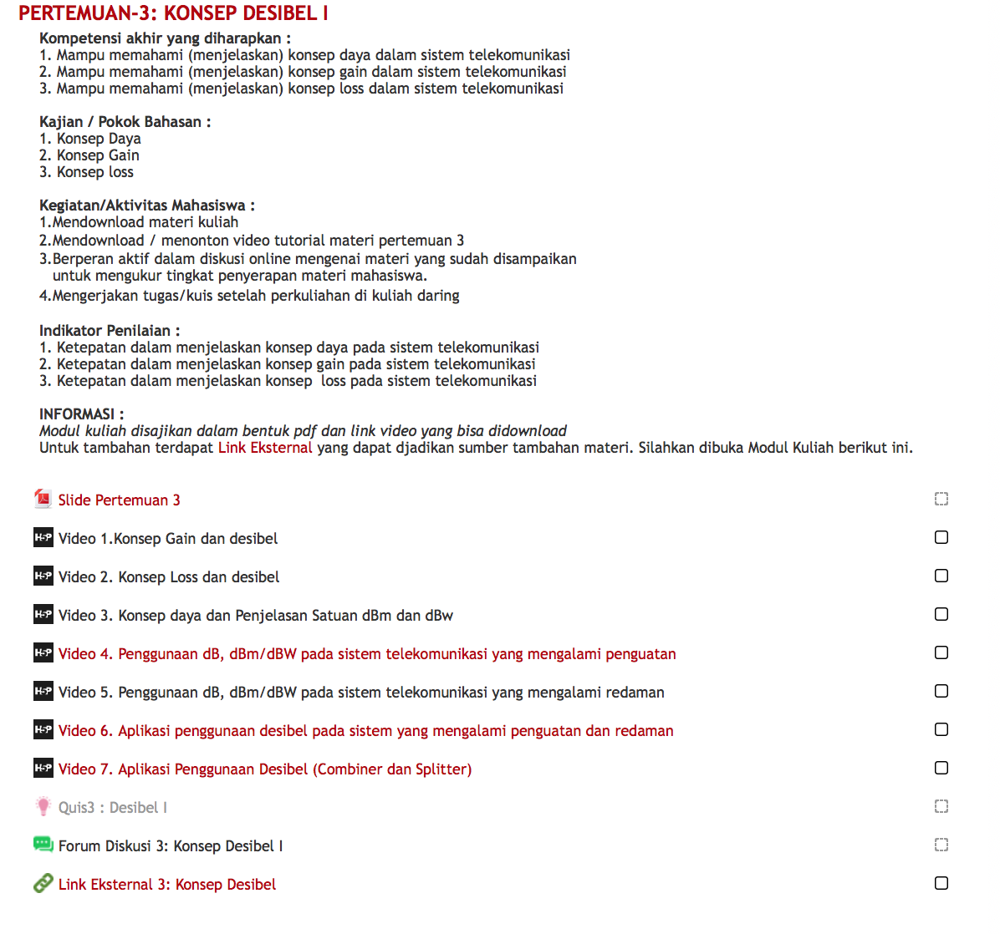 PERTEMUAN-3: KONSEP DESIBEL I
Kompetensi akhir yang diharapkan :
1. Mampu memahami (menjelaskan) konsep daya dalam sistem telekomunikasi
2. Mampu memahami (menjelaskan) konsep gain dalam sistem telekomunikasi
3. Mampu memahami (menjelaskan) konsep loss dalam sistem telekomunikasi
Kajian / Pokok Bahasan :
1. Konsep Daya
2. Konsep Gain
3. Konsep loss
Kegiatan/Aktivitas Mahasiswa :
1.Mendownload materi kuliah
2.Mendownload / menonton video tutorial materi pertemuan 3
3.Berperan aktif dalam diskusi online mengenai materi yang sudah disampaikan
untuk mengukur tingkat penyerapan materi mahasiswa.
4.Mengerjakan tugas/kuis setelah perkuliahan di kuliah daring
Indikator Penilaian :
1. Ketepatan dalam menjelaskan konsep daya pada sistem telekomunikasi
2. Ketepatan dalam menjelaskan konsep gain pada sistem telekomunikasi
3. Ketepatan dalam menjelaskan konsep  loss pada sistem telekomunikasi
INFORMASI :
Modul kuliah disajikan dalam bentuk pdf dan link video yang bisa didownload
Untuk tambahan terdapat Link Eksternal yang dapat djadikan sumber tambahan materi. Silahkan dibuka Modul Kuliah berikut ini.
Slide Pertemuan 3
H5P Video 1.Konsep Gain dan desibel
H5P Video 2. Konsep Loss dan desibel
H5P Video 3. Konsep daya dan Penjelasan Satuan dBm dan dBw
H5P Video 4. Penggunaan dB, dBm/dBW pada sistem telekomunikasi yang mengalami penguatan
H5P Video 5. Penggunaan dB, dBm/dBW pada sistem telekomunikasi yang mengalami redaman
H5P Video 6. Aplikasi penggunaan desibel pada sistem yang mengalami penguatan dan redaman
H5P Video 7. Aplikasi Penggunaan Desibel (Combiner dan Splitter)
Quis3 : Desibel I
Forum Diskusi 3: Konsep Desibel I
Link Eksternal 3: Konsep Desibel